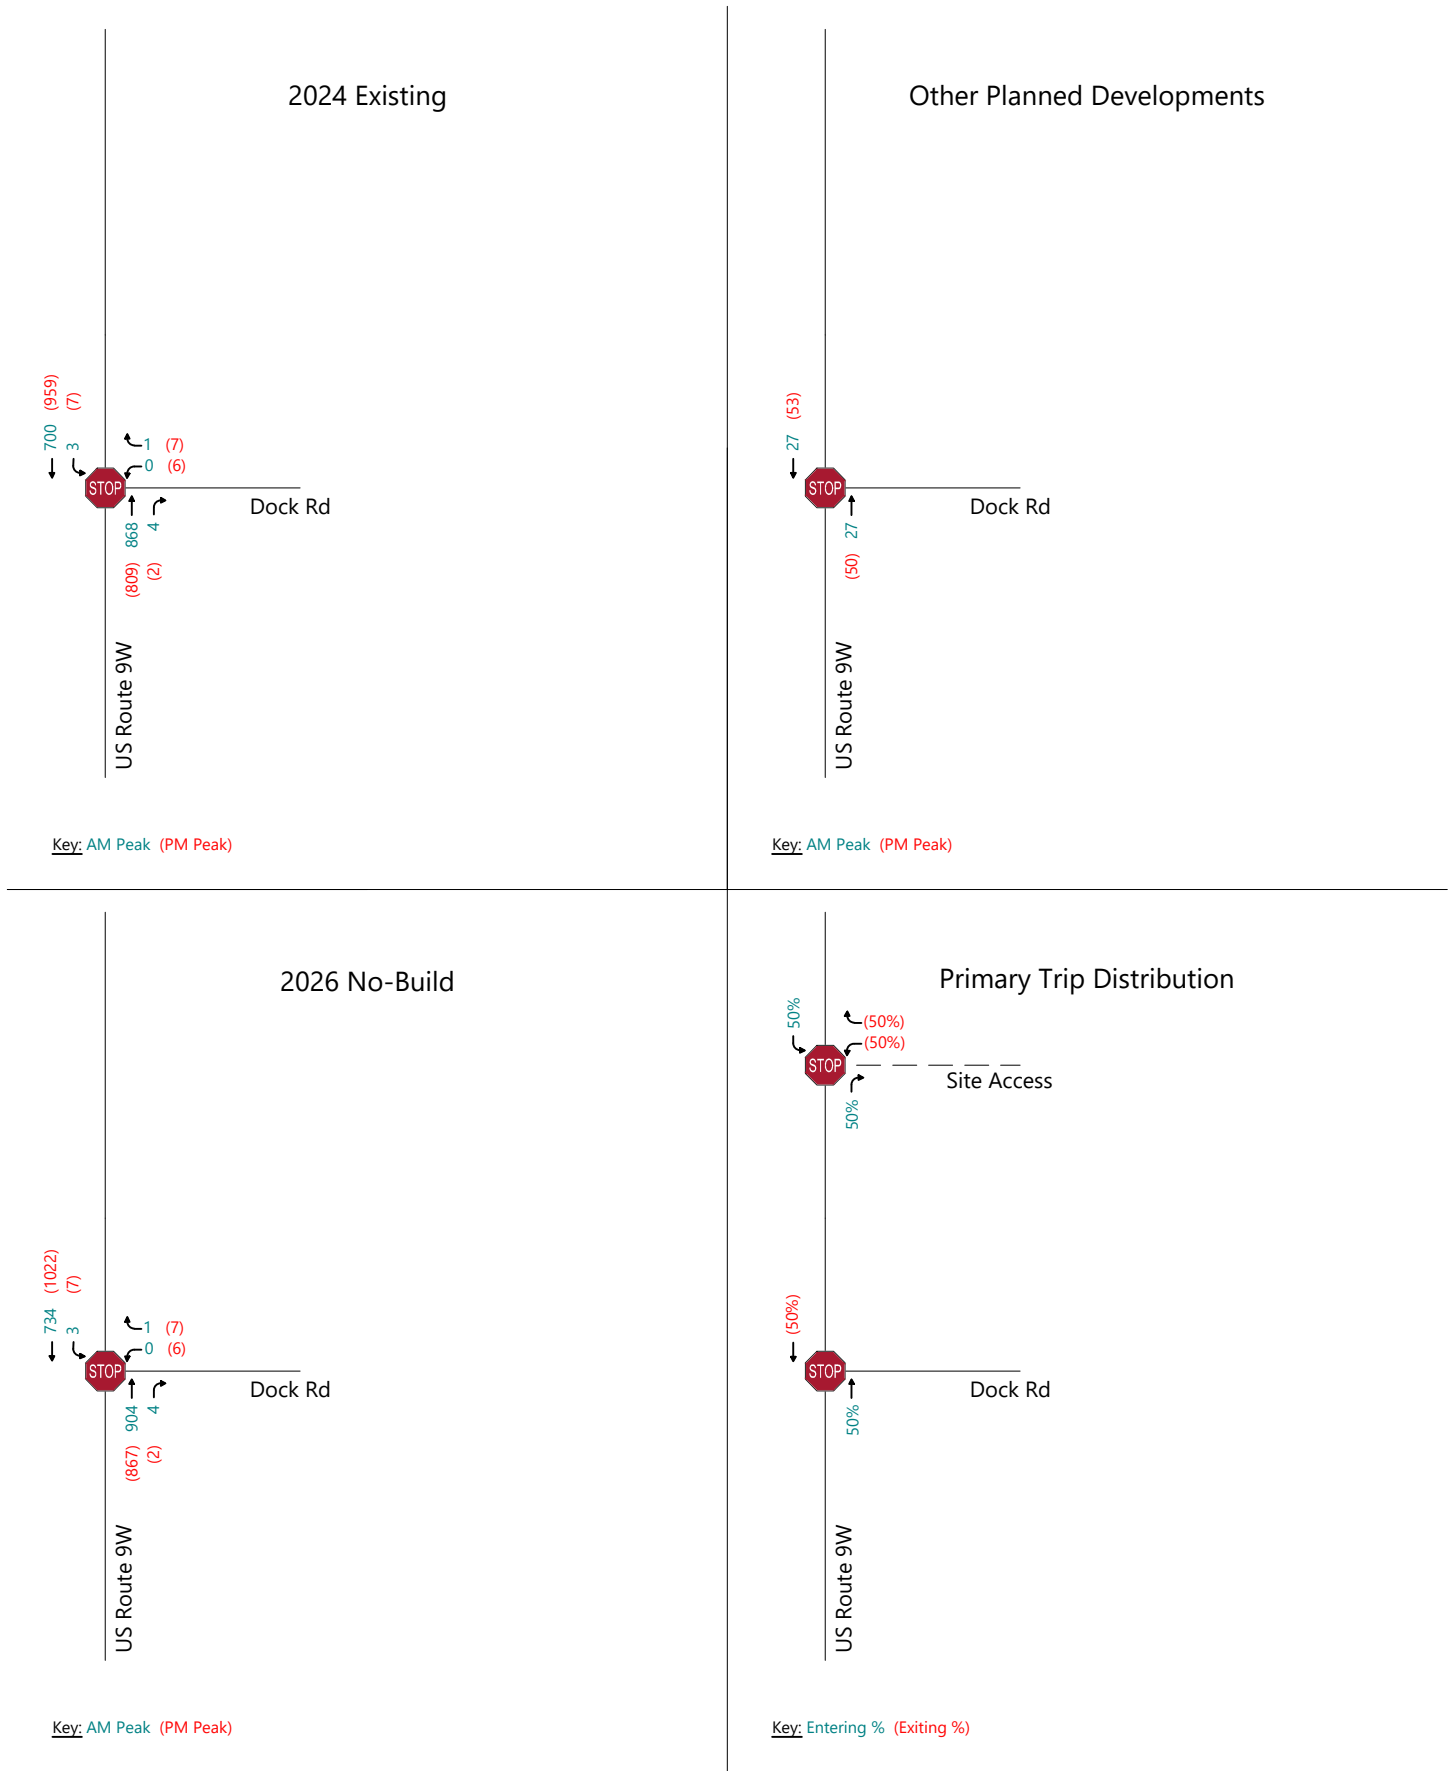 2024 Existing
700 (959)
3 (7)
1 (7)
0 (6)
STOP
Dock Rd
(809) 868
(2) 4
US Route 9W
Key: AM Peak (PM Peak)
Other Planned Developments
27 (53)
STOP
Dock Rd
(50) 27
US Route 9W
Key: AM Peak (PM Peak)
2026 No-Build
734 (1022)
3 (7)
1 (7)
0 (6)
STOP
Dock Rd
(867) 904
(2) 4
US Route 9W
Key: AM Peak (PM Peak)
Primary Trip Distribution
50%
(50%)
(50%)
STOP
Site Access
50%
(50%)
STOP
Dock Rd
50%
US Route 9W
Key: Entering % (Exiting %)